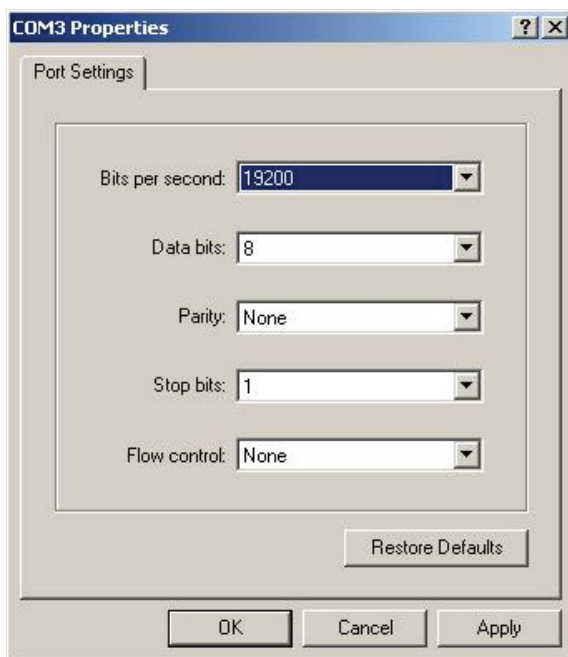 COM3 Properties
Port Settings
Bits per second: 19200
Data bits: 8
Parity: None
Stop bits: 1
Flow control: None
Restore Defaults
OK Cancel Apply